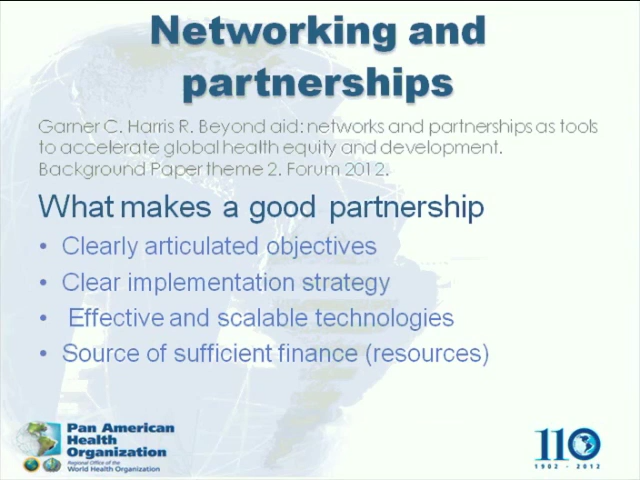 Networking and
partnerships
Garner C. Harris R. Beyond aid: networks and partnerships as tools
to accelerate global health equity and development.
Background Paper theme 2. Forum 2012.
What makes a good partnership
• Clearly articulated objectives
• Clear implementation strategy
• Effective and scalable technologies
• Source of sufficient finance (resources)
Pan American
Health
Organization
Regional Office of the
World Health Organization
110
1902 - 2012